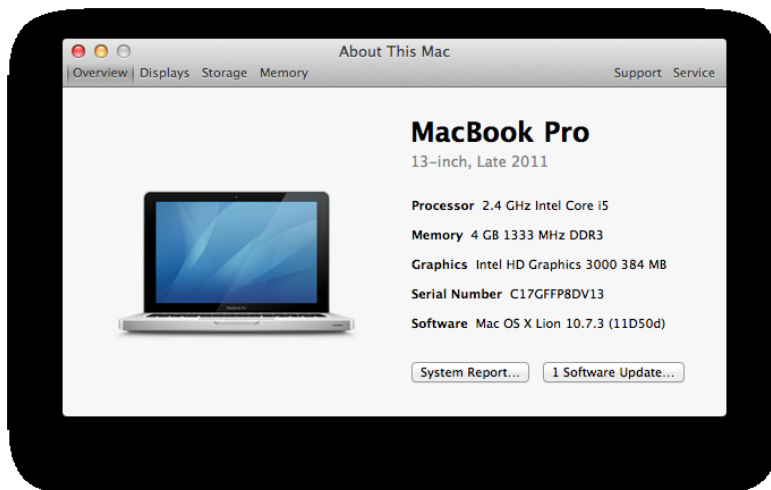 About This Mac
Overview Displays Storage Memory Support Service
MacBook Pro
13-inch, Late 2011
Processor 2.4 GHz Intel Core i5
Memory 4 GB 1333 MHz DDR3
Graphics Intel HD Graphics 3000 384 MB
Serial Number C17GFFP8DV13
Software Mac OS X Lion 10.7.3 (11D50d)
System Report... 1 Software Update...